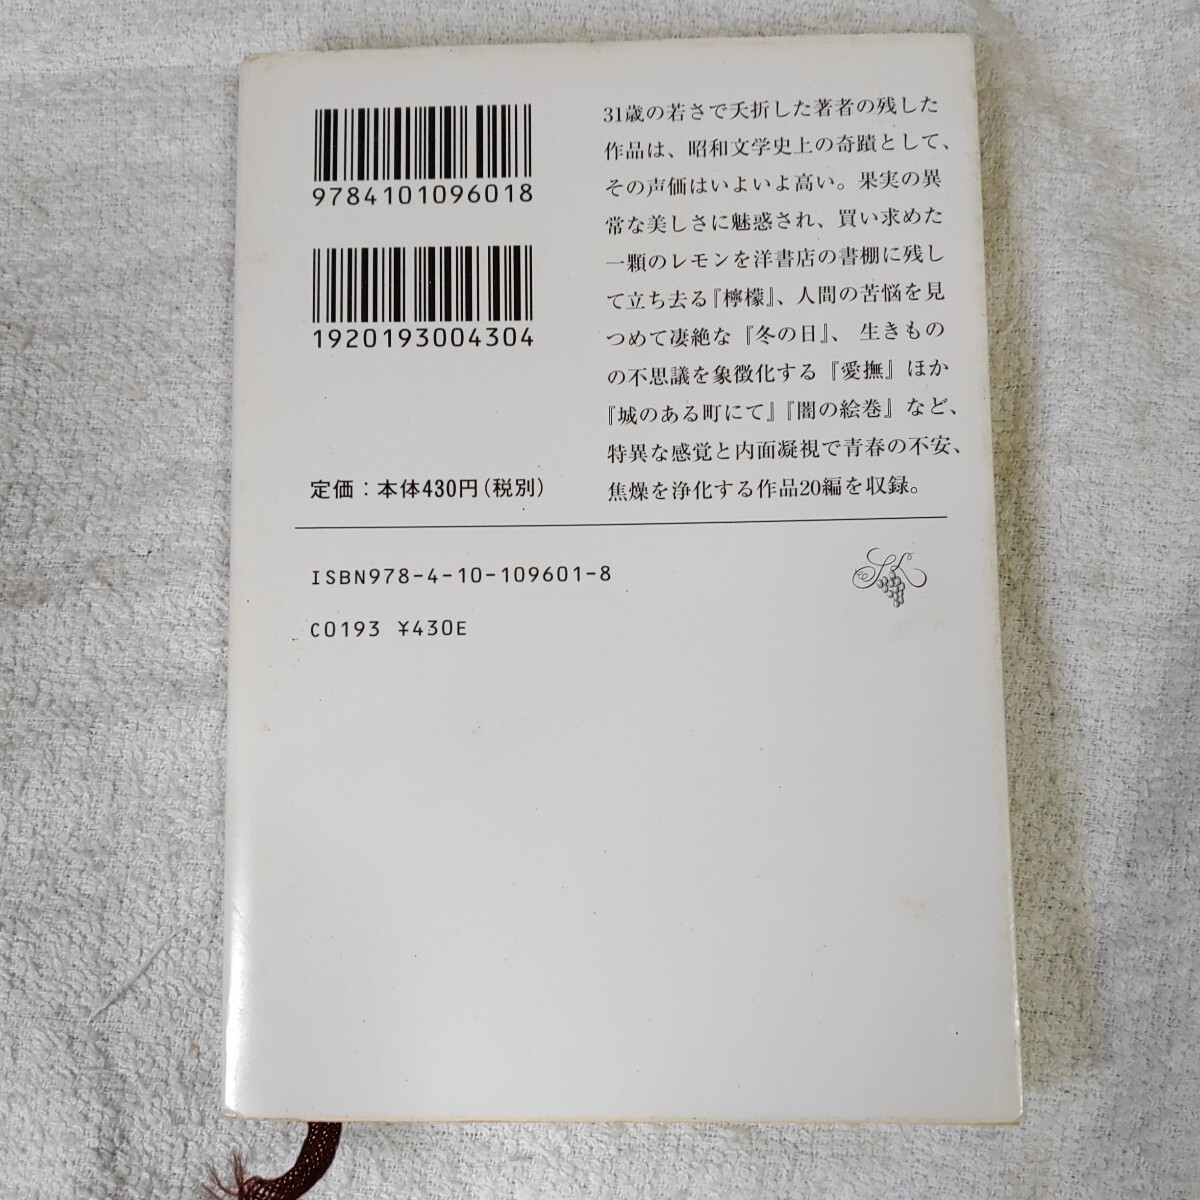 9784101096018
1920193004304
定価：本体430円（税別）
31歳の若さで夭折した著者の残した
作品は、昭和文学史上の奇蹟として、
その声価はいよいよ高い。果実の異
常な美しさに魅惑され、買い求めた
一顆のレモンを洋書店の書棚に残し
て立ち去る『檸檬』、人間の苦悩を見
つめて凄絶な『冬の日』、生きもの
の不思議を象徴化する『愛撫』ほか
『城のある町にて』『闇の絵巻』など、
特異な感覚と内面凝視で青春の不安、
焦燥を浄化する作品20編を収録。
ISBN978-4-10-109601-8
C0193 ¥430E